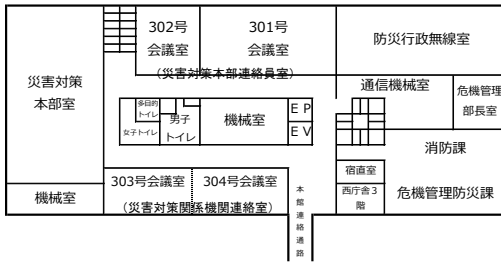 302号
会議室
301号
会議室
(災害対策本部連絡員室)
防災行政無線室
災害対策
本部室
通信機械室
危機管理
部長室
多目的
トイレ
女子トイレ
男子
トイレ
機械室
ＥＰ
ＥＶ
消防課
宿直室
西庁舎３
階
危機管理防災課
機械室
303号会議室
304号会議室
(災害対策関係機関連絡室)
本
館
連
絡
通
路